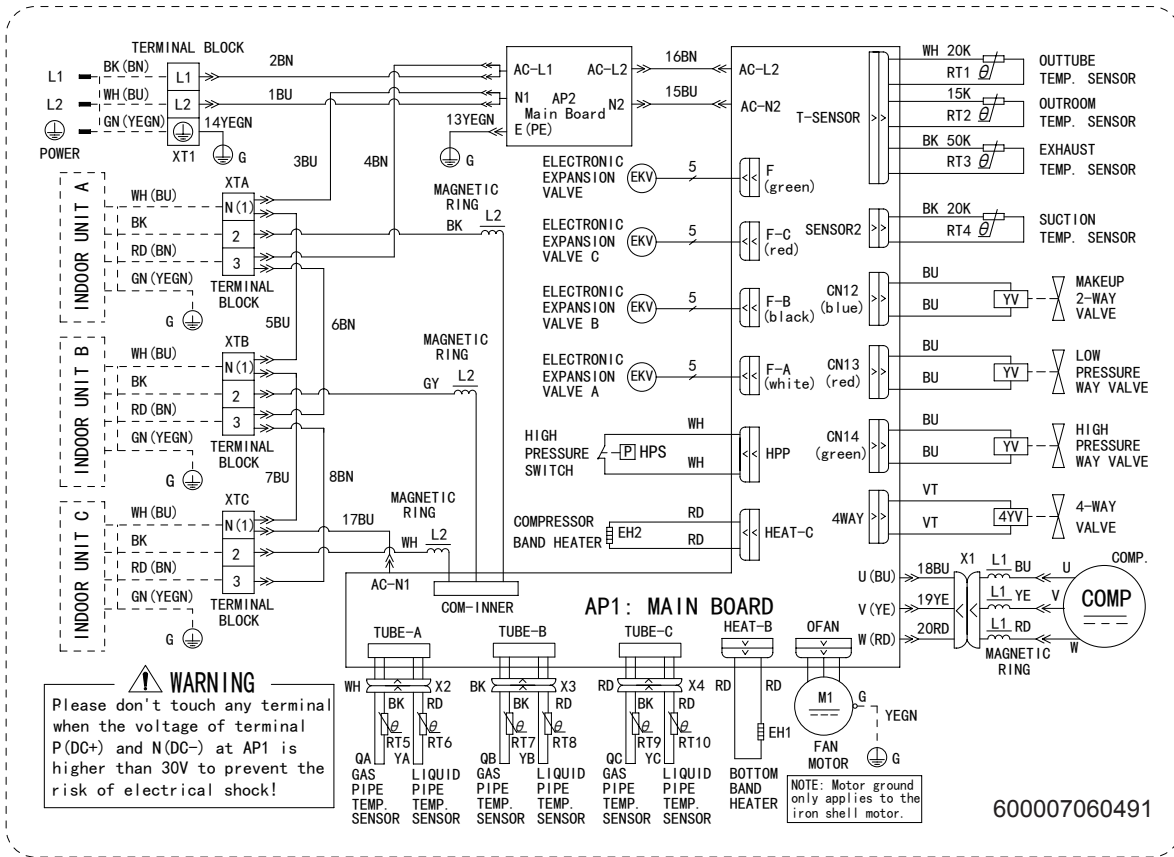 TERMINAL BLOCK
L1
BK(BN)
L1
2BN
L2
WH(BU)
L2
1BU
GN(YEGN)
14YEGN
G
POWER
XT1
AC-L1
AC-L2
N1
AP2
Main Board
N2
E(PE)
13YEGN
G
16BN
15BU
AC-L2
AC-N2
T-SENSOR
WH 20K
RT1
θ
OUTTUBE
TEMP. SENSOR
15K
RT2
θ
OUTROOM
TEMP. SENSOR
BK 50K
RT3
θ
EXHAUST
TEMP. SENSOR
3BU
4BN
INDOOR UNIT A
WH(BU)
BK
RD(BN)
GN(YEGN)
G
XTA
N(1)
2
3
TERMINAL
BLOCK
MAGNETIC
RING
BK
L2
5BU
6BN
INDOOR UNIT B
WH(BU)
BK
RD(BN)
GN(YEGN)
G
XTB
N(1)
2
3
TERMINAL
BLOCK
MAGNETIC
RING
GY
L2
7BU
8BN
INDOOR UNIT C
WH(BU)
BK
RD(BN)
GN(YEGN)
G
XTC
N(1)
2
3
TERMINAL
BLOCK
17BU
MAGNETIC
RING
WH
L2
AC-N1
COM-INNER
ELECTRONIC
EXPANSION
VALVE
EKV
5
F
(green)
ELECTRONIC
EXPANSION
VALVE C
EKV
5
F-C
(red)
ELECTRONIC
EXPANSION
VALVE B
EKV
5
F-B
(black)
ELECTRONIC
EXPANSION
VALVE A
EKV
5
F-A
(white)
HIGH
PRESSURE
SWITCH
P
HPS
WH
WH
HPP
COMPRESSOR
BAND HEATER
EH2
RD
RD
HEAT-C
SENSOR2
BK 20K
RT4
θ
SUCTION
TEMP. SENSOR
CN12
(blue)
BU
BU
YV
MAKEUP
2-WAY
VALVE
CN13
(red)
BU
BU
YV
LOW
PRESSURE
WAY VALVE
CN14
(green)
BU
BU
YV
HIGH
PRESSURE
WAY VALVE
4WAY
VT
VT
4YV
4-WAY
VALVE
U(BU)
18BU
X1
L1
BU
U
COMP.
V(YE)
19YE
L1
YE
V
COMP
W(RD)
20RD
L1
RD
W
MAGNETIC
RING
AP1: MAIN BOARD
TUBE-A
WH
X2
BK
RD
θ
θ
RT5
RT6
QA
YA
GAS
PIPE
TEMP.
SENSOR
LIQUID
PIPE
TEMP.
SENSOR
TUBE-B
BK
X3
BK
RD
θ
θ
RT7
RT8
QB
YB
GAS
PIPE
TEMP.
SENSOR
LIQUID
PIPE
TEMP.
SENSOR
TUBE-C
RD
X4
BK
RD
θ
θ
RT9
RT10
QC
YC
GAS
PIPE
TEMP.
SENSOR
LIQUID
PIPE
TEMP.
SENSOR
HEAT-B
RD
RD
EH1
BOTTOM
BAND
HEATER
OFAN
M1
G
YEGN
G
FAN
MOTOR
NOTE: Motor ground
only applies to the
iron shell motor.
WARNING
Please don't touch any terminal
when the voltage of terminal
P(DC+) and N(DC-) at AP1 is
higher than 30V to prevent the
risk of electrical shock!
600007060491